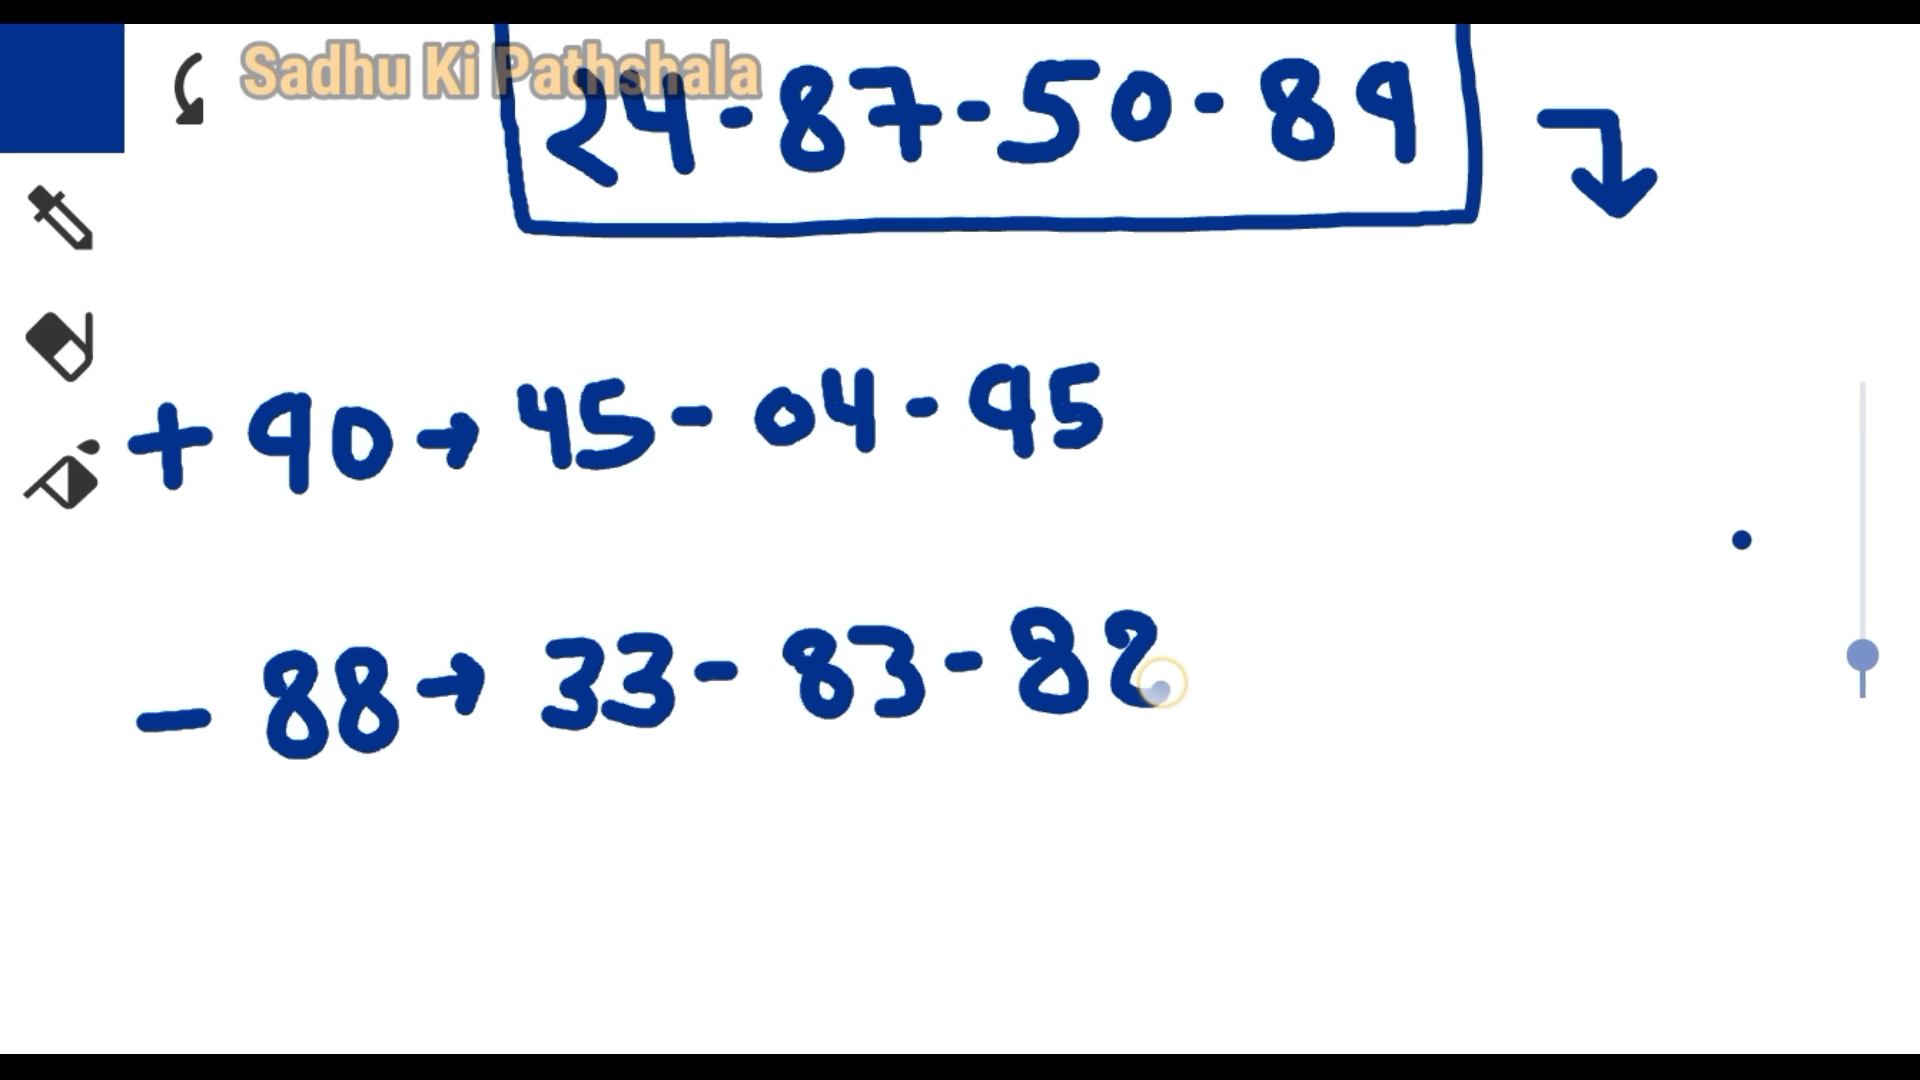 Sadhu Ki Pathshala
24-87-50-89
+ 90→ 45-04-95
- 88→ 33-83-82